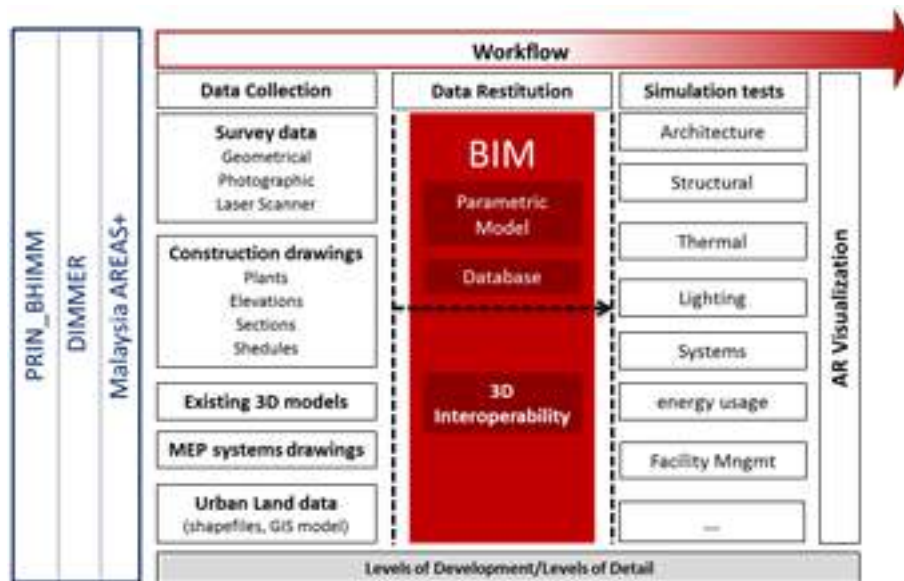 Workflow
PRIN_BHIMM
DIMMER
Malaysia AREAS+
Data Collection
Survey data
Geometrical
Photographic
Laser Scanner
Construction drawings
Plants
Elevations
Sections
Shedules
Existing 3D models
MEP systems drawings
Urban Land data
(shapefiles, GIS model)
Data Restitution
BIM
Parametric
Model
Database
3D
Interoperability
Simulation tests
Architecture
Structural
Thermal
Lighting
Systems
energy usage
Facility Mngmt
...
AR Visualization
Levels of Development/Levels of Detail